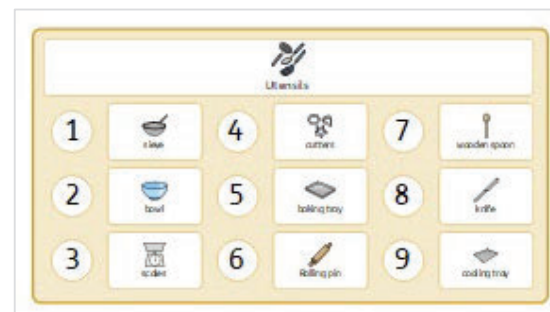 Utensils
1
sieve
4
cutters
7
wooden spoon
2
bowl
5
baking tray
8
knife
3
scales
6
Rolling pin
9
cooling tray